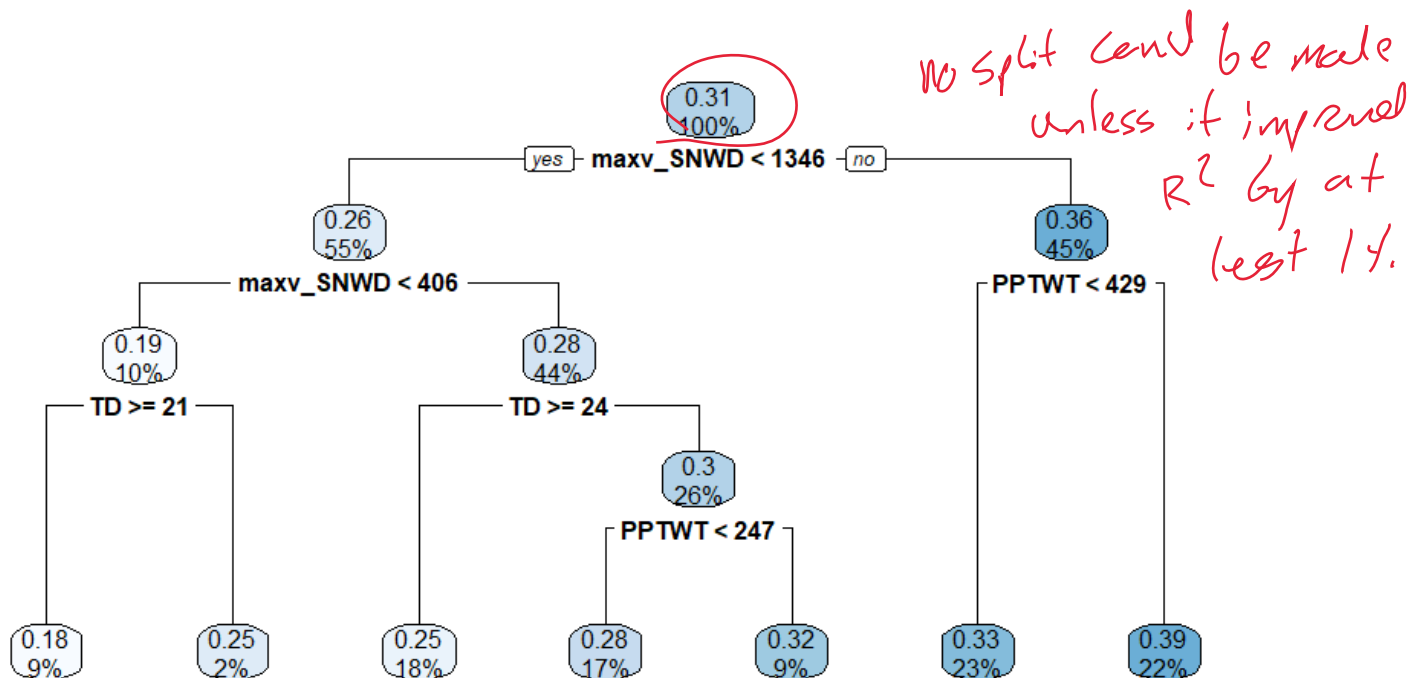 no split could be made
unless it improved
R² by at
least 1%.
0.31
100%
yes maxv_SNWD < 1346 no
0.26
55%
0.36
45%
maxv_SNWD < 406
PPTWT < 429
0.19
10%
0.28
44%
TD >= 21
TD >= 24
0.3
26%
PPTWT < 247
0.18
9%
0.25
2%
0.25
18%
0.28
17%
0.32
9%
0.33
23%
0.39
22%